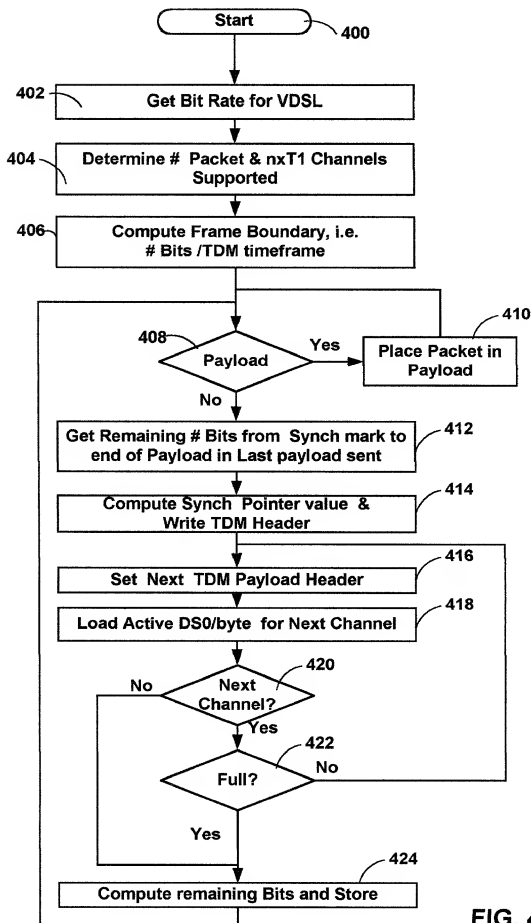 Start
400
402
Get Bit Rate for VDSL
404
Determine # Packet & nxT1 Channels
Supported
406
Compute Frame Boundary, i.e.
# Bits /TDM timeframe
408
Payload
Yes
410
Place Packet in
Payload
No
Get Remaining # Bits from Synch mark to
end of Payload in Last payload sent
412
Compute Synch Pointer value &
Write TDM Header
414
Set Next TDM Payload Header
416
Load Active DS0/byte for Next Channel
418
420
No
Next
Channel?
Yes
422
Full?
No
Yes
424
Compute remaining Bits and Store
FIG.